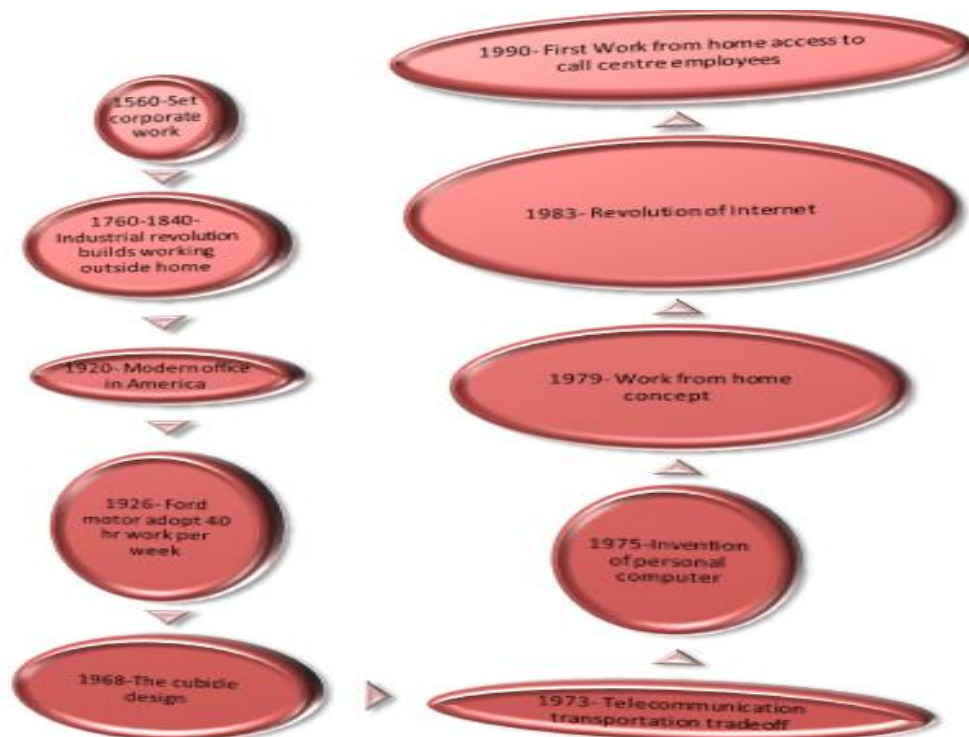 1560-Set
corporate
work
1760-1840-
Industrial revolution
builds working
outside home
1920- Modern office
in America
1926- Ford
motor adopt 40
hr work per
week
1968-The cubicle
design
1973- Telecommunication
transportation tradeoff
1975-Invention
of personal
computer
1979- Work from home
concept
1983- Revolution of Internet
1990- First Work from home access to
call centre employees